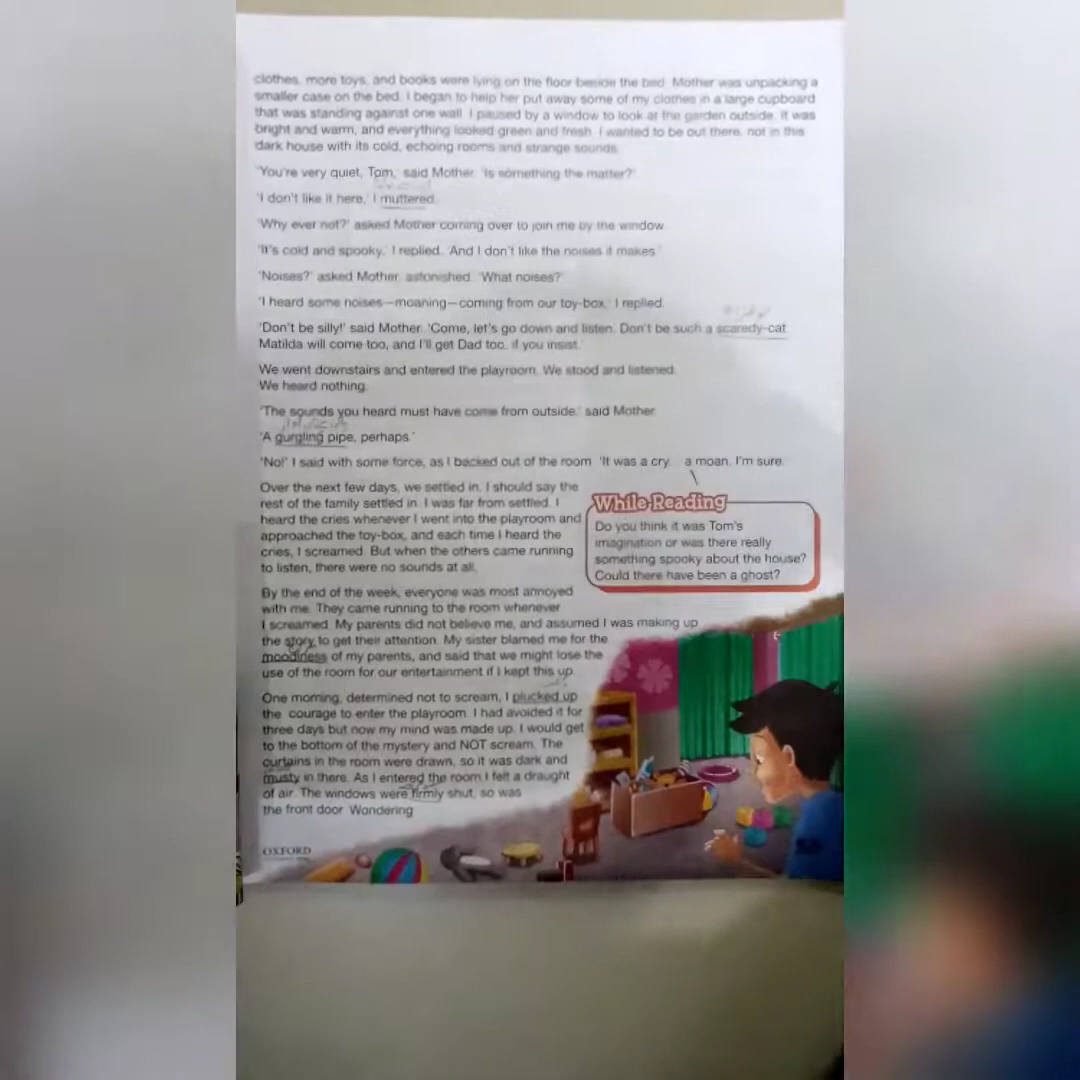 clothes, more toys, and books were lying on the floor beside the bed. Mother was unpacking a
smaller case on the bed. I began to help her put away some of my clothes in a large cupboard
that was standing against one wall. I paused by a window to look at the garden outside. It was
bright and warm, and everything looked green and fresh. I wanted to be out there, not in this
dark house with its cold, echoing rooms and strange sounds.
'You're very quiet, Tom,' said Mother. 'Is something the matter?'
'I don't like it here,' I muttered.
'Why ever not?' asked Mother coming over to join me by the window.
'It's cold and spooky,' I replied. 'And I don't like the noises it makes.'
'Noises?' asked Mother, astonished. 'What noises?'
'I heard some noises—moaning—coming from our toy-box,' I replied.
'Don't be silly!' said Mother. 'Come, let's go down and listen. Don't be such a scaredy-cat.
Matilda will come too, and I'll get Dad too, if you insist.'
We went downstairs and entered the playroom. We stood and listened.
We heard nothing.
'The sounds you heard must have come from outside,' said Mother.
'A gurgling pipe, perhaps.'
'No!' I said with some force, as I backed out of the room. 'It was a cry, a moan, I'm sure.
Over the next few days, we settled in. I should say the
rest of the family settled in. I was far from settled. I
heard the cries whenever I went into the playroom and
approached the toy-box, and each time I heard the
cries, I screamed. But when the others came running
to listen, there were no sounds at all.
While Reading
Do you think it was Tom's
imagination or was there really
something spooky about the house?
Could there have been a ghost?
By the end of the week, everyone was most annoyed
with me. They came running to the room whenever
I screamed. My parents did not believe me, and assumed I was making up
the story to get their attention. My sister blamed me for the
moodiness of my parents, and said that we might lose the
use of the room for our entertainment if I kept this up.
One morning, determined not to scream, I plucked up
the courage to enter the playroom. I had avoided it for
three days but now my mind was made up. I would get
to the bottom of the mystery and NOT scream. The
curtains in the room were drawn, so it was dark and
musty in there. As I entered the room I felt a draught
of air. The windows were firmly shut, so was
the front door. Wondering
OXFORD